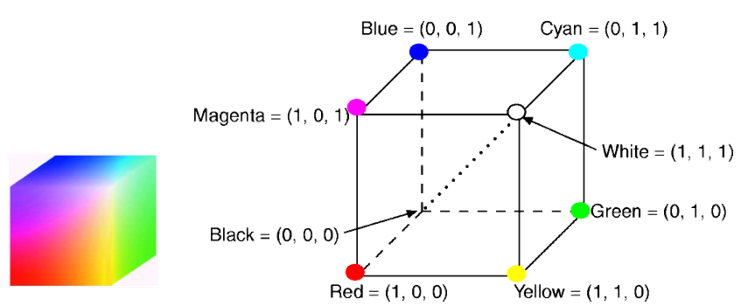 Blue = (0, 0, 1)
Cyan = (0, 1, 1)
Magenta = (1, 0, 1)
White = (1, 1, 1)
Green = (0, 1, 0)
Black = (0, 0, 0)
Red = (1, 0, 0)
Yellow = (1, 1, 0)